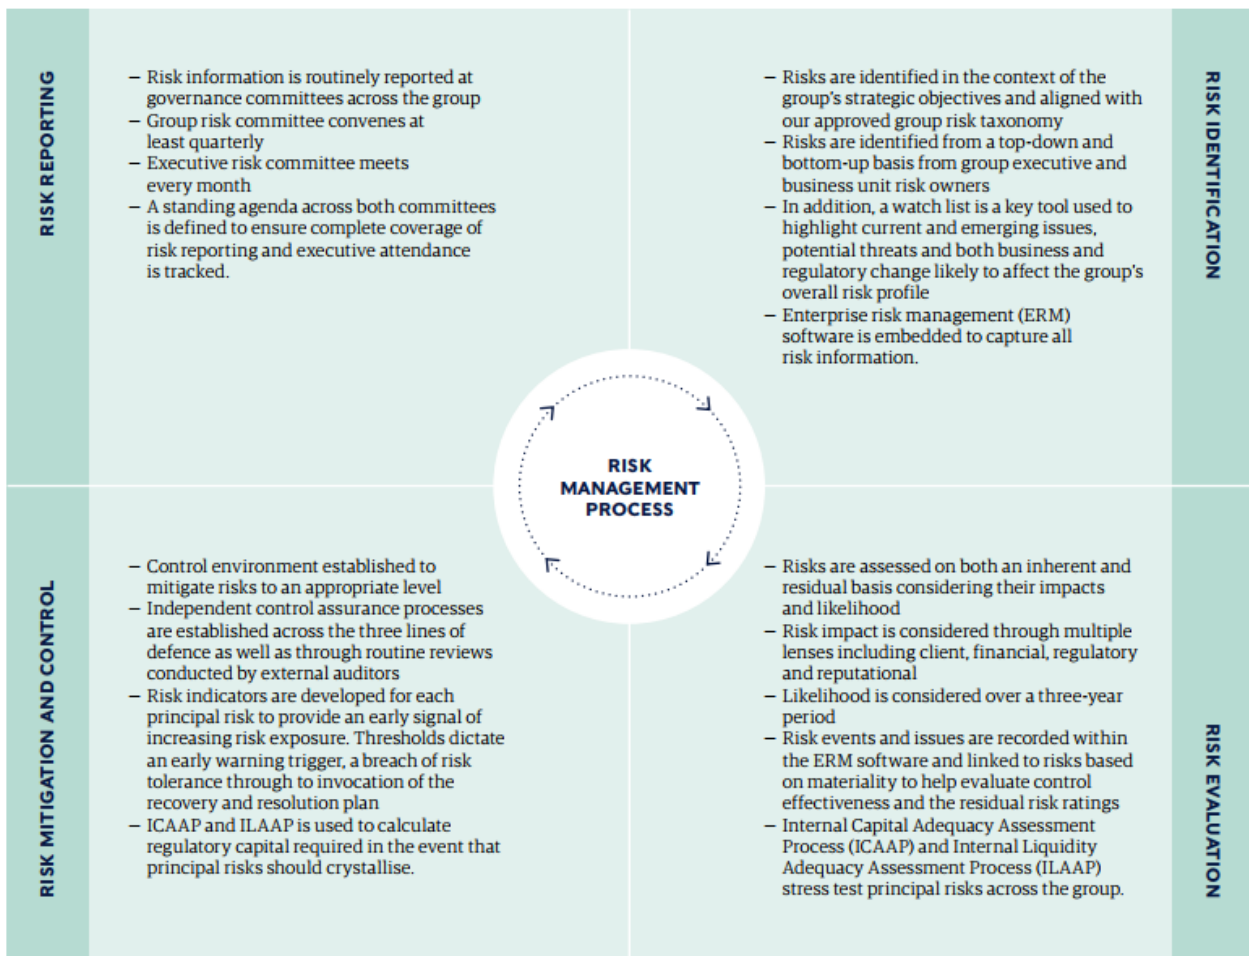 RISK REPORTING
– Risk information is routinely reported at
governance committees across the group
– Group risk committee convenes at
least quarterly
– Executive risk committee meets
every month
– A standing agenda across both committees
is defined to ensure complete coverage of
risk reporting and executive attendance
is tracked.
RISK IDENTIFICATION
– Risks are identified in the context of the
group's strategic objectives and aligned with
our approved group risk taxonomy
– Risks are identified from a top-down and
bottom-up basis from group executive and
business unit risk owners
– In addition, a watch list is a key tool used to
highlight current and emerging issues,
potential threats and both business and
regulatory change likely to affect the group's
overall risk profile
– Enterprise risk management (ERM)
software is embedded to capture all
risk information.
RISK
MANAGEMENT
PROCESS
RISK MITIGATION AND CONTROL
– Control environment established to
mitigate risks to an appropriate level
– Independent control assurance processes
are established across the three lines of
defence as well as through routine reviews
conducted by external auditors
– Risk indicators are developed for each
principal risk to provide an early signal of
increasing risk exposure. Thresholds dictate
an early warning trigger, a breach of risk
tolerance through to invocation of the
recovery and resolution plan
– ICAAP and ILAAP is used to calculate
regulatory capital required in the event that
principal risks should crystallise.
RISK EVALUATION
– Risks are assessed on both an inherent and
residual basis considering their impacts
and likelihood
– Risk impact is considered through multiple
lenses including client, financial, regulatory
and reputational
– Likelihood is considered over a three-year
period
– Risk events and issues are recorded within
the ERM software and linked to risks based
on materiality to help evaluate control
effectiveness and the residual risk ratings
– Internal Capital Adequacy Assessment
Process (ICAAP) and Internal Liquidity
Adequacy Assessment Process (ILAAP)
stress test principal risks across the group.